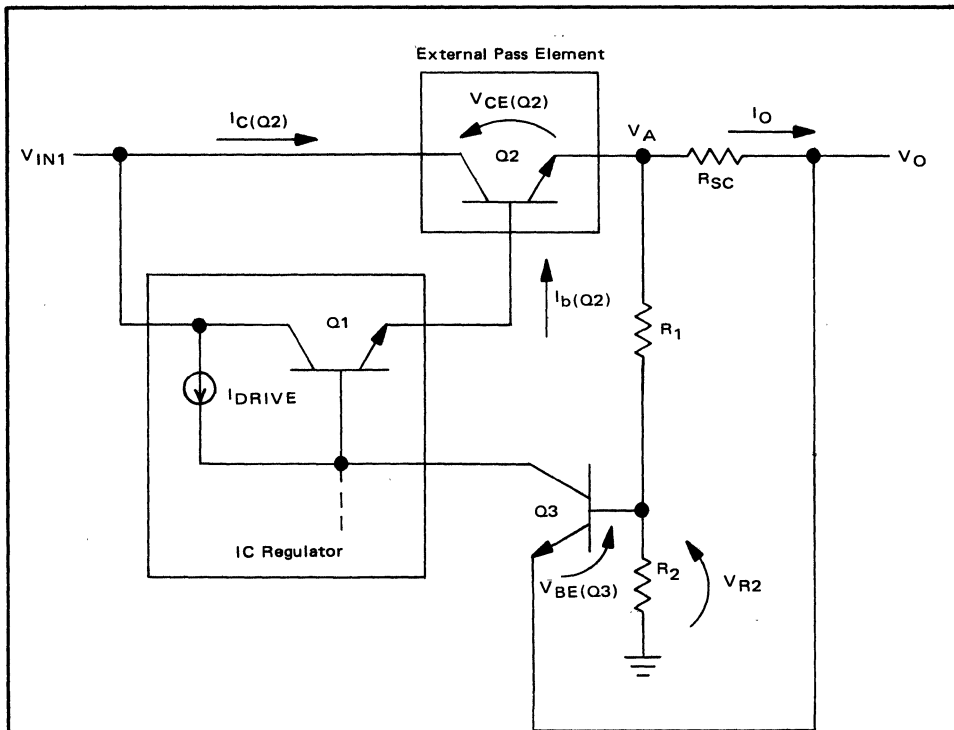 External Pass Element
V_CE(Q2)
I_C(Q2)
I_O
V_IN1
Q2
V_A
R_SC
V_O
I_b(Q2)
Q1
R_1
I_DRIVE
Q3
IC Regulator
V_BE(Q3)
R_2
V_R2